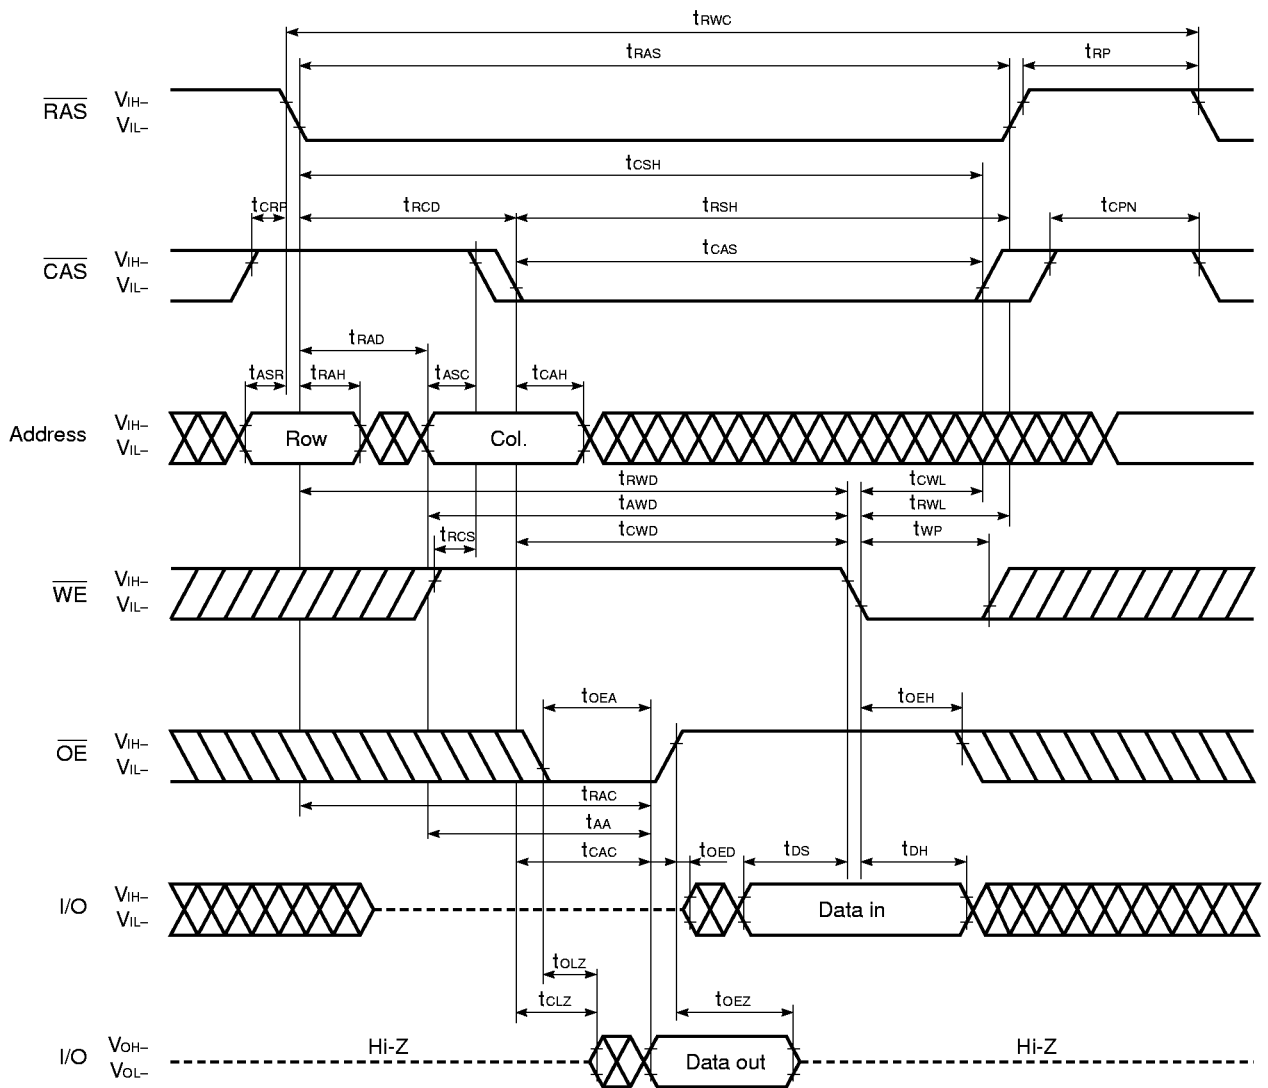 tRWC
tRAS
tRP
RAS
VIH–
VIL–
tCSH
tCRP
tRCD
tRSH
tCPN
CAS
VIH–
VIL–
tCAS
tRAD
tASR
tRAH
tASC
tCAH
Address
VIH–
VIL–
Row
Col.
tRWD
tCWL
tAWD
tRWL
tRCS
tCWD
tWP
WE
VIH–
VIL–
tOEA
tOEH
OE
VIH–
VIL–
tRAC
tAA
tCAC
tOED
tDS
tDH
I/O
VIH–
VIL–
Data in
tOLZ
tCLZ
tOEZ
I/O
VOH–
VOL–
Hi-Z
Data out
Hi-Z